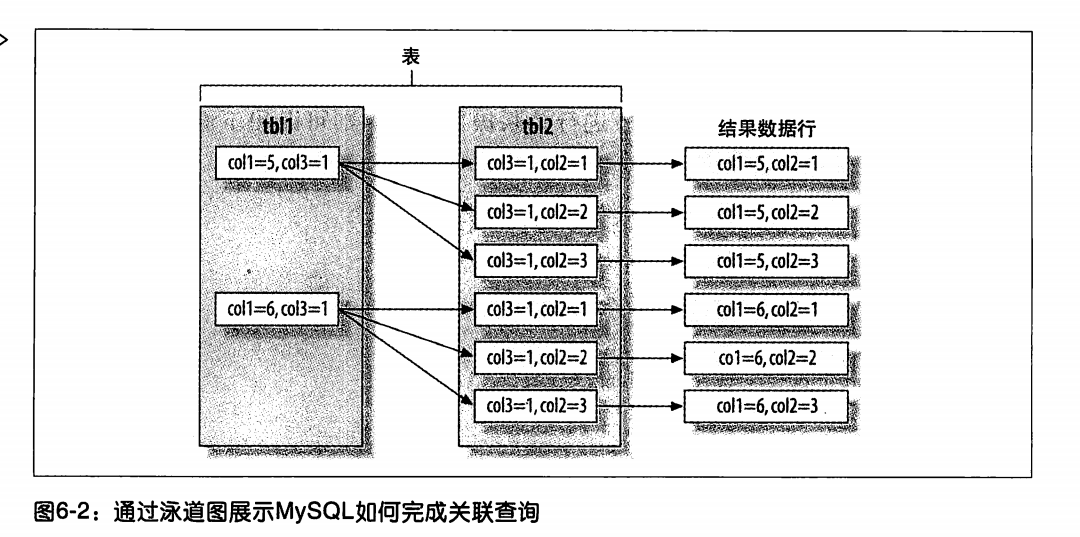 表
tbl1 tbl2 结果数据行
col1=5, col3=1 col3=1, col2=1 col1=5, col2=1
col3=1, col2=2 col1=5, col2=2
col3=1, col2=3 col1=5, col2=3
col1=6, col3=1 col3=1, col2=1 col1=6, col2=1
col3=1, col2=2 co1=6, col2=2
col3=1, col2=3 col1=6, col2=3
图6-2：通过泳道图展示MySQL如何完成关联查询